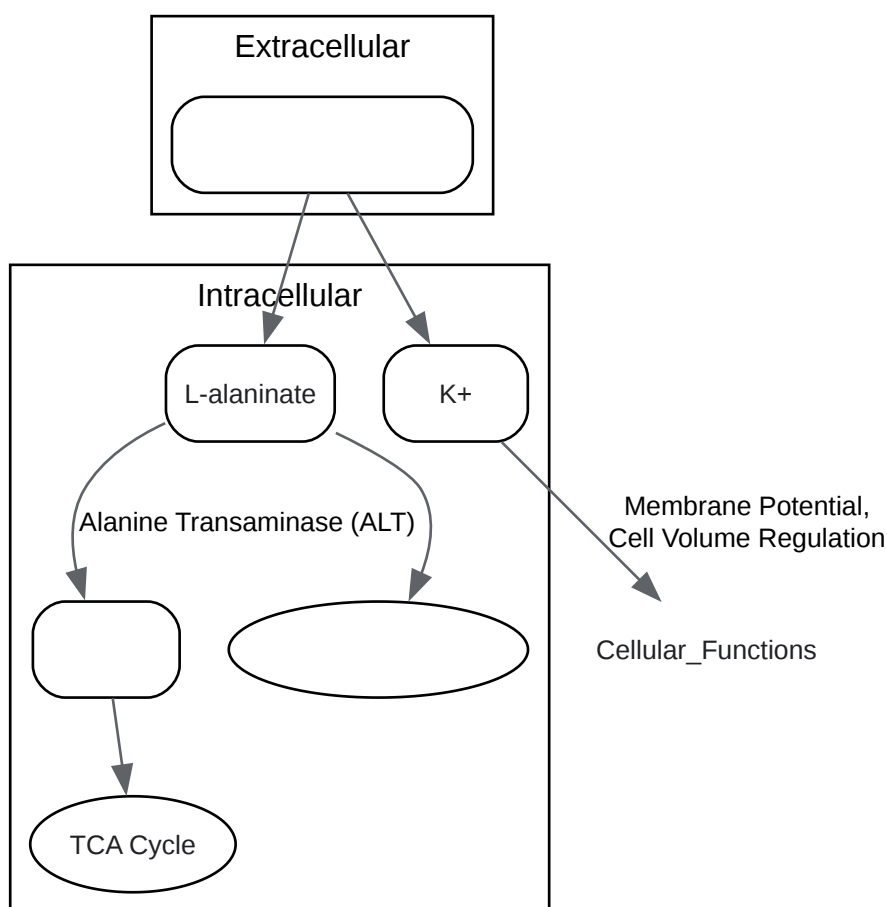 Extracellular
Intracellular
L-alaninate
K+
Membrane Potential,
Cell Volume Regulation
Alanine Transaminase (ALT)
Cellular_Functions
TCA Cycle